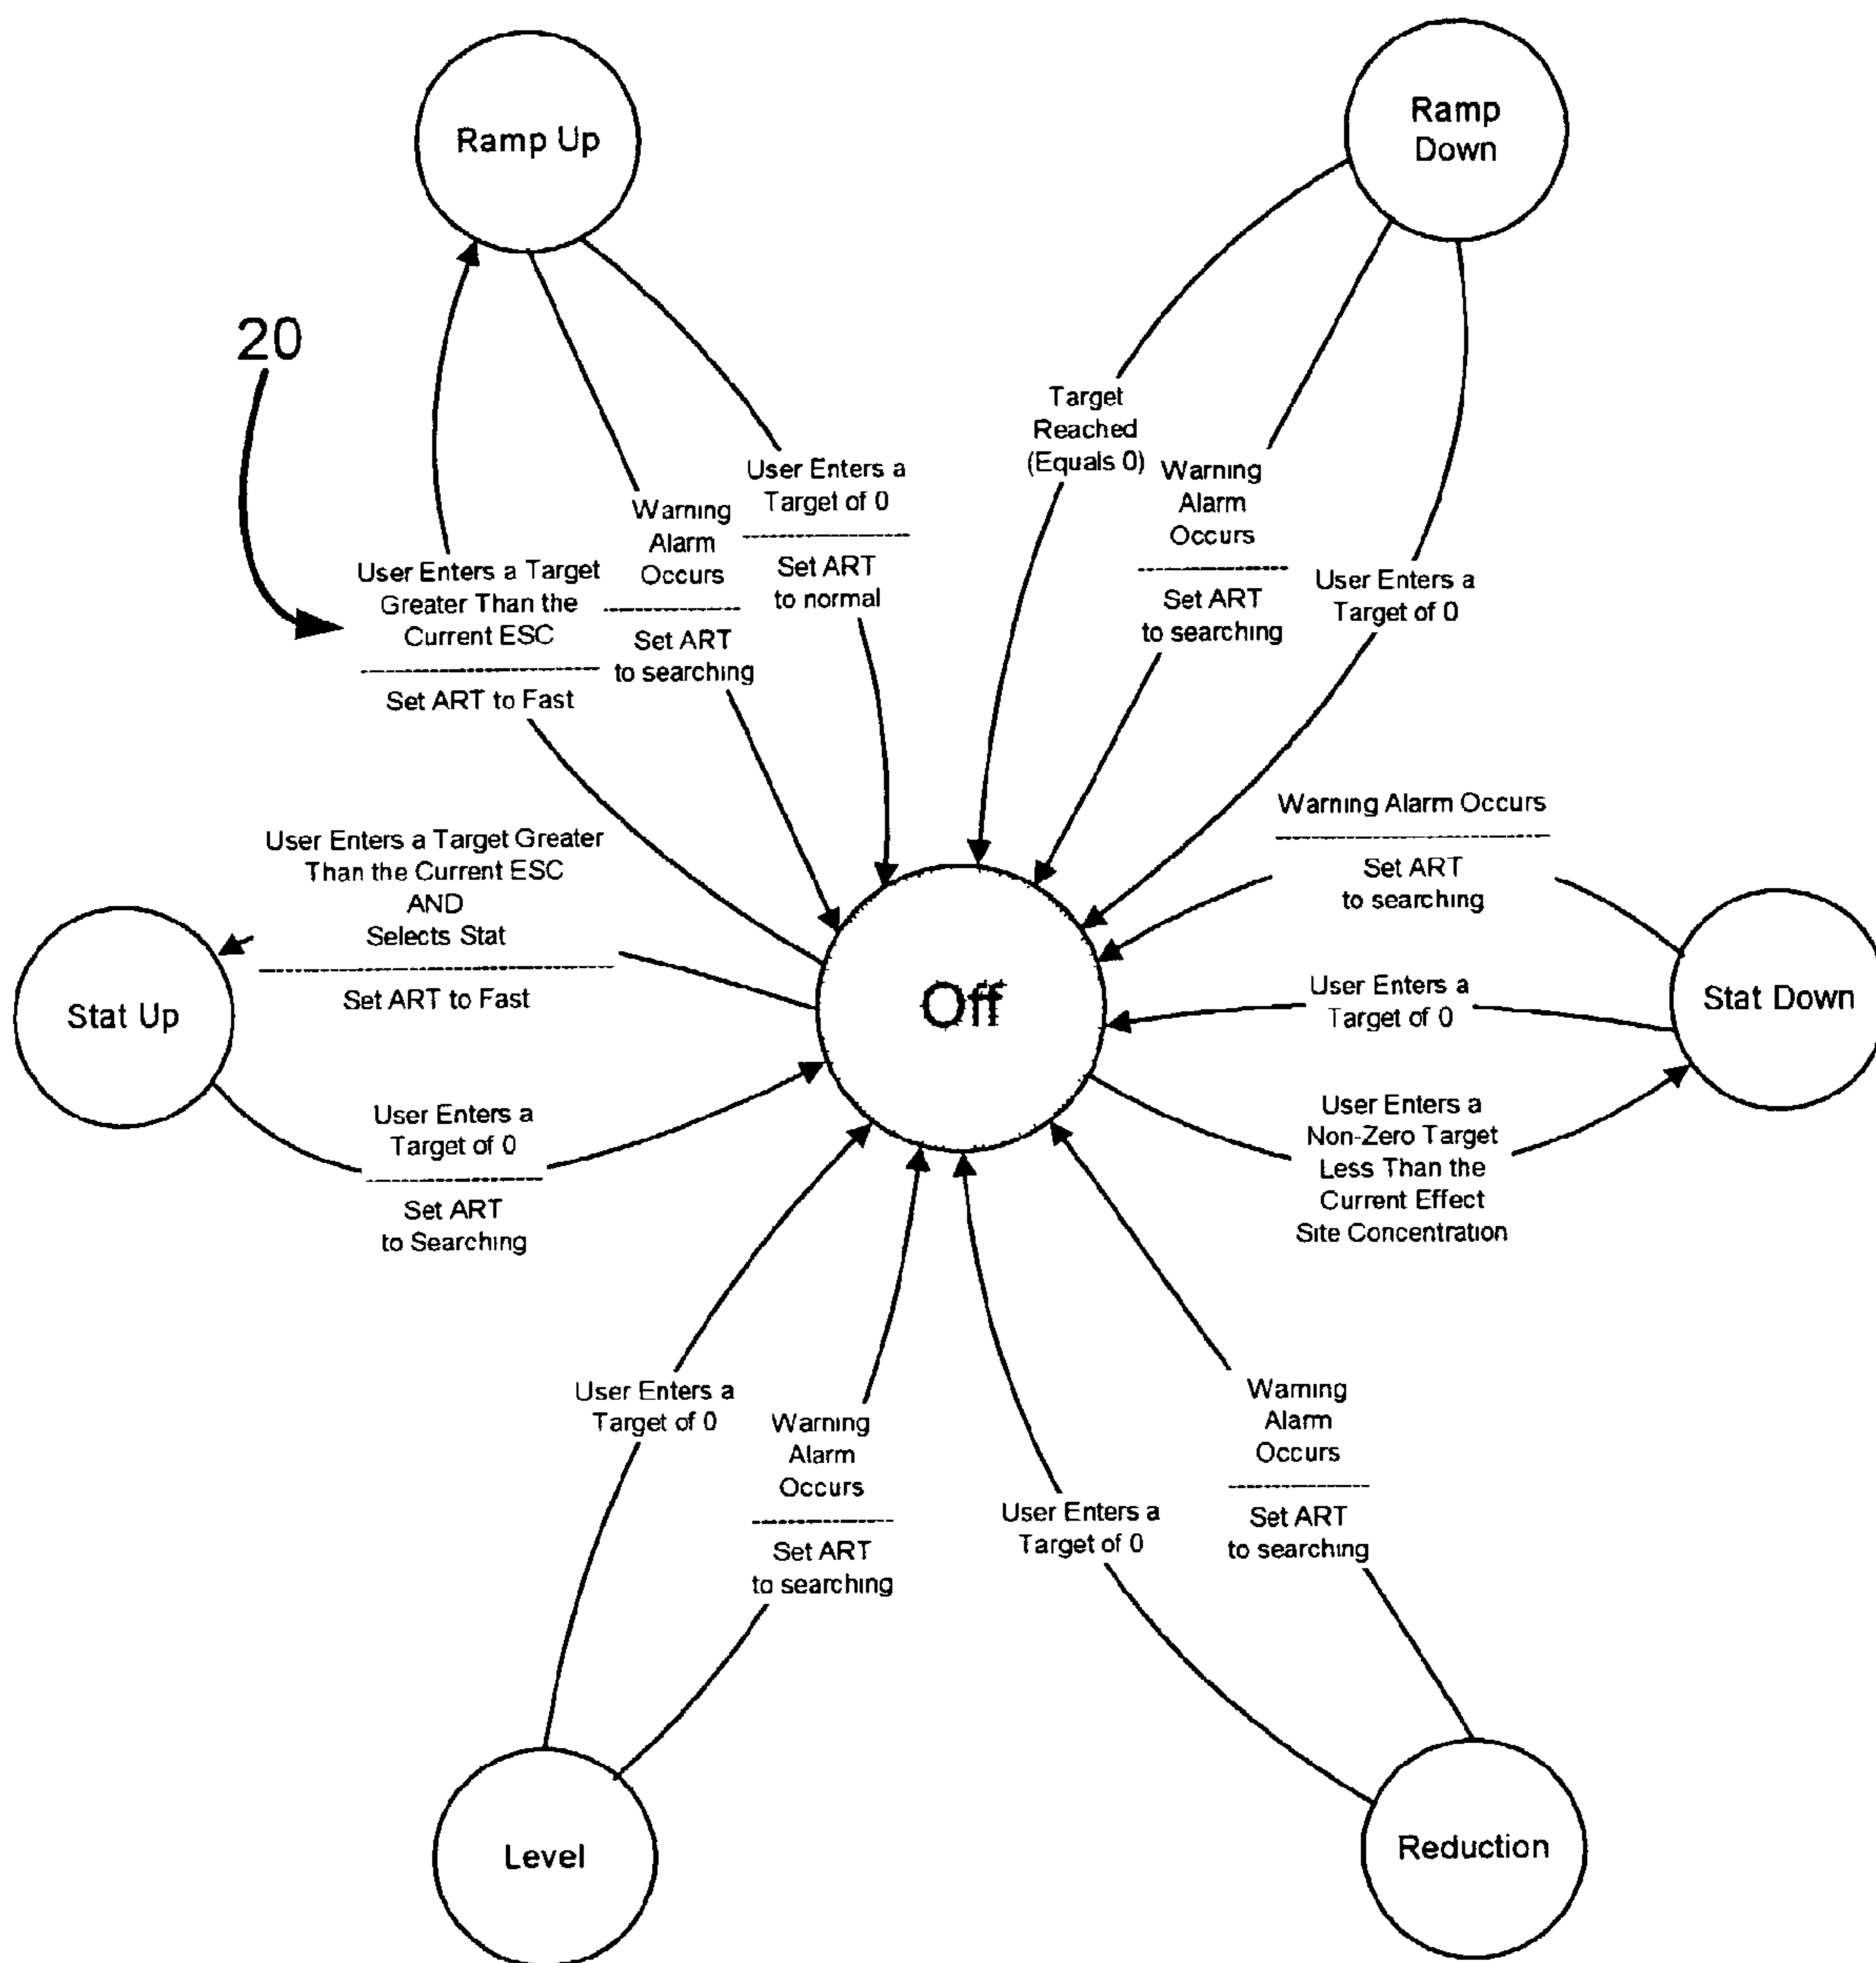 Ramp Up
Ramp
Down
20
Target
Reached
(Equals 0)
Warning
Alarm
Occurs
Set ART
to searching
User Enters a
Target of 0
User Enters a
Target of 0
Set ART
to normal
Warning
Alarm
Occurs
Set ART
to searching
User Enters a Target
Greater Than the
Current ESC
Set ART to Fast
User Enters a Target Greater
Than the Current ESC
AND
Selects Stat
Set ART to Fast
Warning Alarm Occurs
Set ART
to searching
Stat Up
Off
User Enters a
Target of 0
Stat Down
User Enters a
Target of 0
Set ART
to Searching
User Enters a
Non-Zero Target
Less Than the
Current Effect
Site Concentration
User Enters a
Target of 0
Warning
Alarm
Occurs
Set ART
to searching
User Enters a
Target of 0
Warning
Alarm
Occurs
Set ART
to searching
Level
Reduction